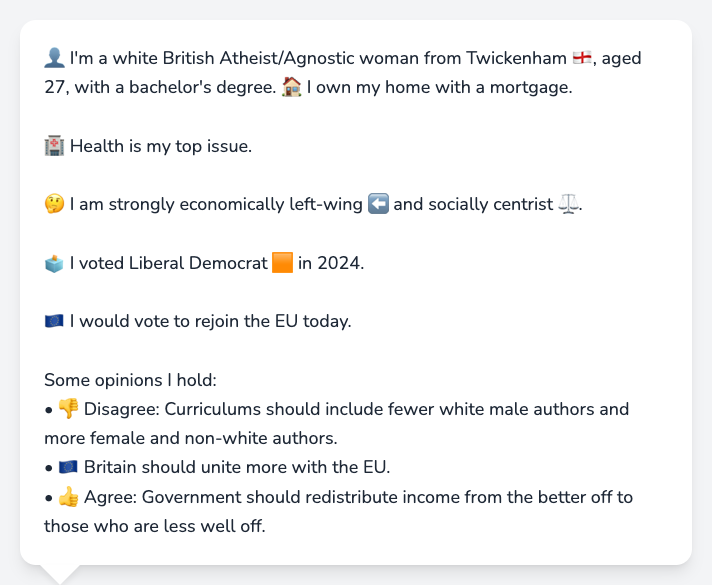 👤 I'm a white British Atheist/Agnostic woman from Twickenham 🏴󠁧󠁢󠁥󠁮󠁧󠁿, aged
27, with a bachelor's degree. 🏠 I own my home with a mortgage.
🏥 Health is my top issue.
🤔 I am strongly economically left-wing ⬅️ and socially centrist ⚖️.
🗳️ I voted Liberal Democrat 🟧 in 2024.
🇪🇺 I would vote to rejoin the EU today.
Some opinions I hold:
• 👎 Disagree: Curriculums should include fewer white male authors and
more female and non-white authors.
• 🇪🇺 Britain should unite more with the EU.
• 👍 Agree: Government should redistribute income from the better off to
those who are less well off.